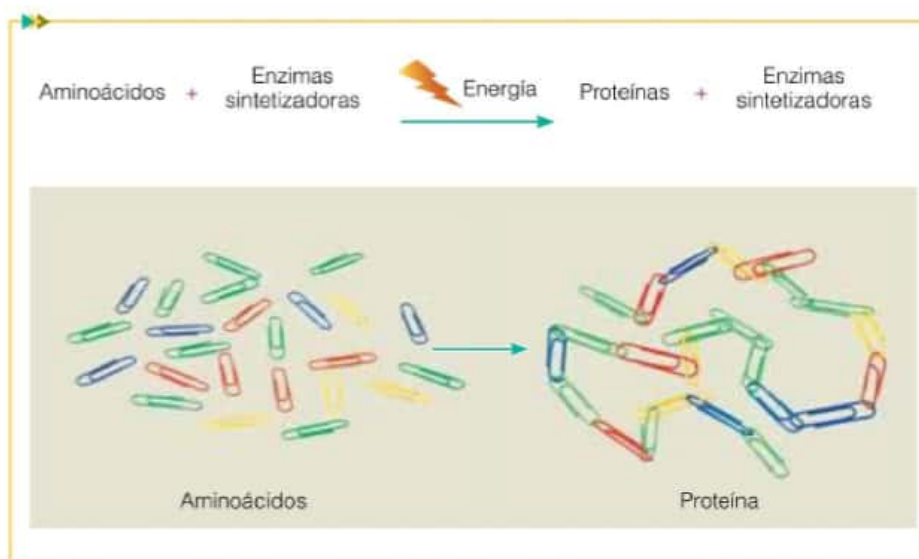 Aminoácidos + Enzimas sintetizadoras Energía Proteínas + Enzimas sintetizadoras
Aminoácidos
Proteína